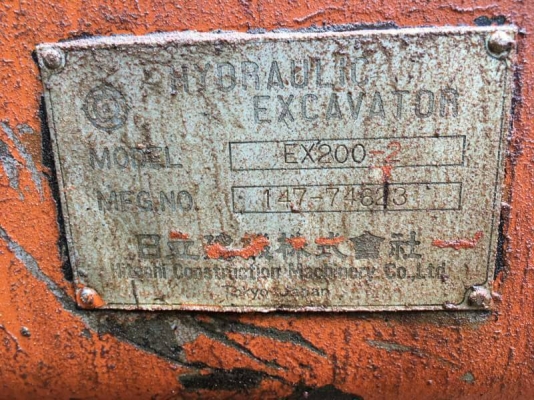 HYDRAULIC
EXCAVATOR
MODEL EX200-2
MFG.NO. 147-74813
日立建機株式會社
Hitachi Construction Machinery Co.,Ltd.
Tokyo Japan